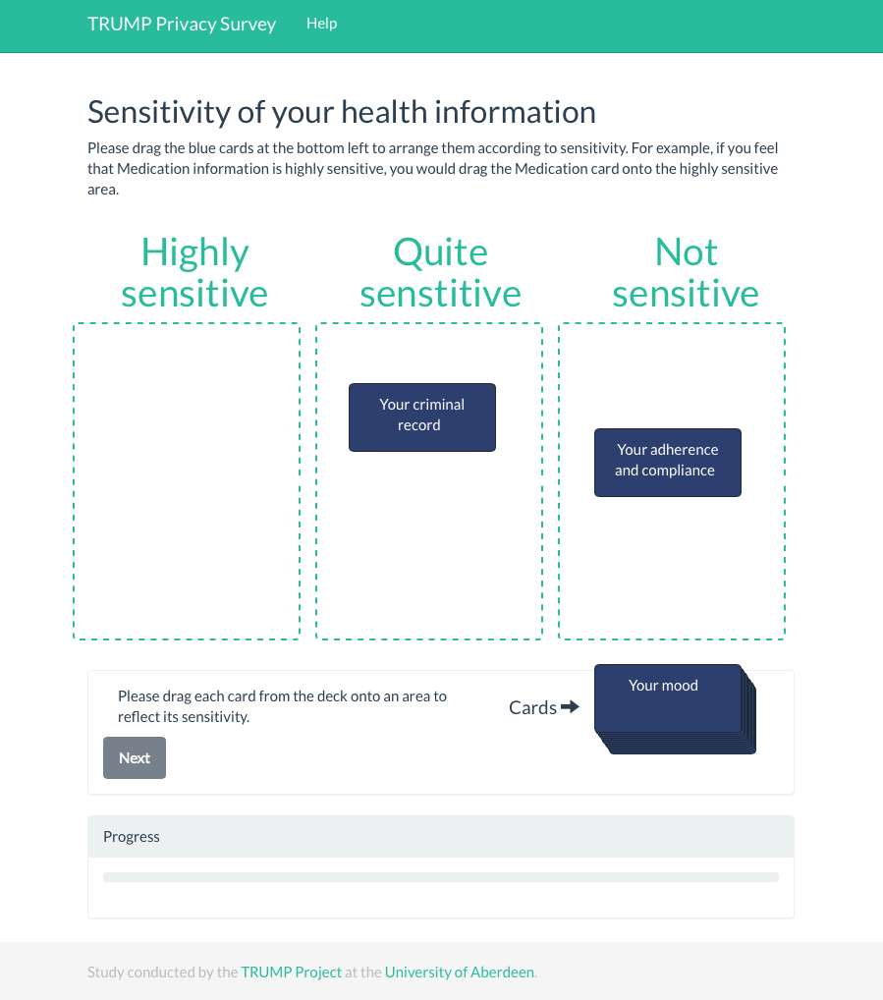 TRUMP Privacy Survey Help
Sensitivity of your health information
Please drag the blue cards at the bottom left to arrange them according to sensitivity. For example, if you feel
that Medication information is highly sensitive, you would drag the Medication card onto the highly sensitive
area.
Highly
sensitive
Quite
senstitive
Not
sensitive
Your criminal
record
Your adherence
and compliance
Please drag each card from the deck onto an area to
reflect its sensitivity.
Next
Cards
Your mood
Progress
Study conducted by the TRUMP Project at the University of Aberdeen.